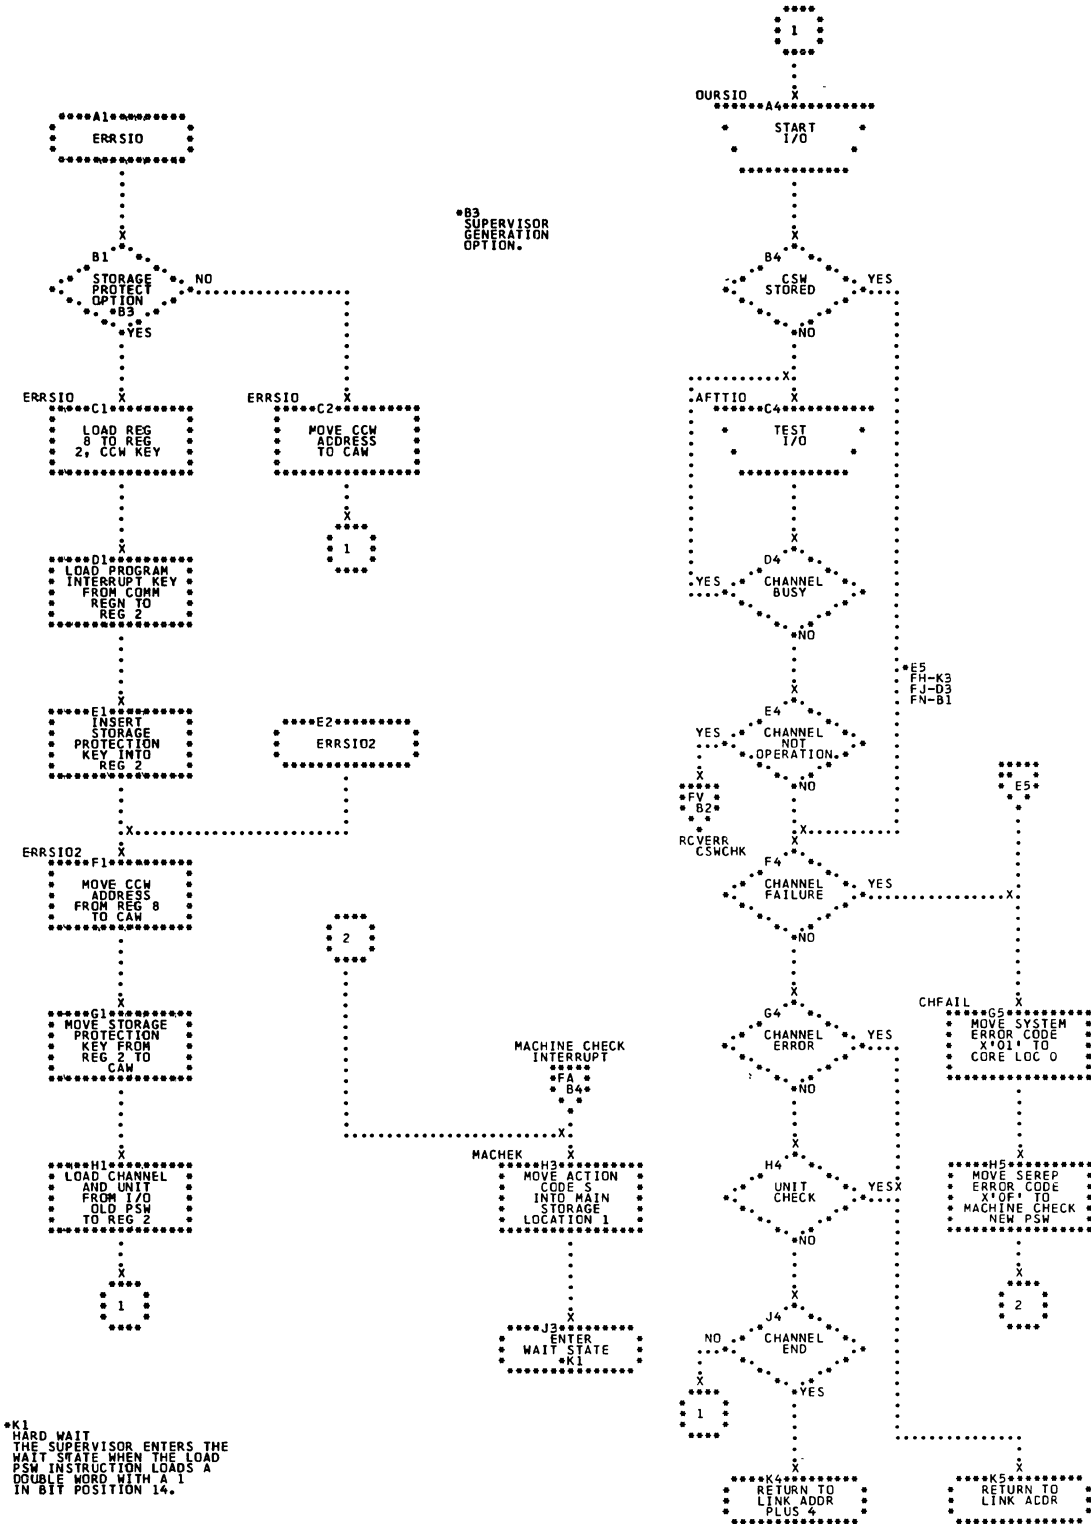 1
OURSIO
A4
START
I/O
A1
ERRSIO
*B3
SUPERVISOR
GENERATION
OPTION.
B1
STORAGE
PROTECT
OPTION
*B3
NO
YES
B4
CSW
STORED
YES
NO
ERRSIO
C1
LOAD REG
8 TO REG
2, CCW KEY
ERRSIO
C2
MOVE CCW
ADDRESS
TO CAW
X
AFTTIO
C4
TEST
I/O
X
1
D1
LOAD PROGRAM
INTERRUPT KEY
FROM COMM
REGN TO
REG 2
D4
YES
CHANNEL
BUSY
NO
*E5
FH-K3
FJ-D3
FN-B1
E1
INSERT
STORAGE
PROTECTION
KEY INTO
REG 2
E2
ERRSIO2
E4
YES
CHANNEL
NOT
OPERATION
NO
FV
B2
RCVERR
CSWCHK
E5
X
ERRSIO2
F1
MOVE CCW
ADDRESS
FROM REG 8
TO CAW
F4
CHANNEL
FAILURE
YES
NO
2
G1
MOVE STORAGE
PROTECTION
KEY FROM
REG 2 TO
CAW
MACHINE CHECK
INTERRUPT
FA
B4
G4
CHANNEL
ERROR
YES
NO
CHFAIL
G5
MOVE SYSTEM
ERROR CODE
X'01' TO
CORE LOC 0
H1
LOAD CHANNEL
AND UNIT
FROM I/O
OLD PSW
TO REG 2
MACHEK
H3
MOVE ACTION
CODE S
INTO MAIN
STORAGE
LOCATION 1
H4
UNIT
CHECK
YES
NO
H5
MOVE SEREP
ERROR CODE
X'0F' TO
MACHINE CHECK
NEW PSW
1
2
J3
ENTER
WAIT STATE
*K1
J4
NO
CHANNEL
END
YES
1
*K1
HARD WAIT
THE SUPERVISOR ENTERS THE
WAIT STATE WHEN THE LOAD
PSW INSTRUCTION LOADS A
DOUBLE WORD WITH A 1
IN BIT POSITION 14.
K4
RETURN TO
LINK ADDR
PLUS 4
K5
RETURN TO
LINK ADDR